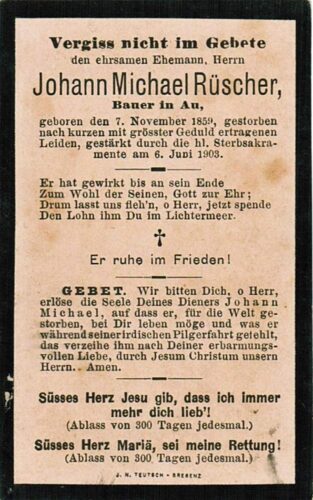 Vergiss nicht im Gebete
den ehrsamen Ehemann, Herrn
Johann Michael Rüscher,
Bauer in Au,
geboren den 7. November 1859, gestorben
nach kurzen mit grösster Geduld ertragenen
Leiden, gestärkt durch die hl. Sterbsakra-
mente am 6. Juni 1903.
Er hat gewirkt bis an sein Ende
Zum Wohl der Seinen, Gott zur Ehr;
Drum lasst uns fleh'n, o Herr, jetzt spende
Den Lohn ihm Du im Lichtermeer.
†
Er ruhe im Frieden!
GEBET. Wir bitten Dich, o Herr,
erlöse die Seele Deines Dieners Johann
Michael, auf dass er, für die Welt ge-
storben, bei Dir ewig lebe, und was er
während seiner irdischen Pilgerfahrt gefehlt,
das verzeihe ihm nach Deiner erbarmungs-
vollen Liebe, durch Jesum Christum unsern
Herrn. Amen.
Süsses Herz Jesu gib, dass ich immer
mehr dich lieb'!
(Ablass von 300 Tagen jedesmal.)
Süsses Herz Mariä, sei meine Rettung!
(Ablass von 300 Tagen jedesmal.)
J. N. TEUTSCH - BREGENZ